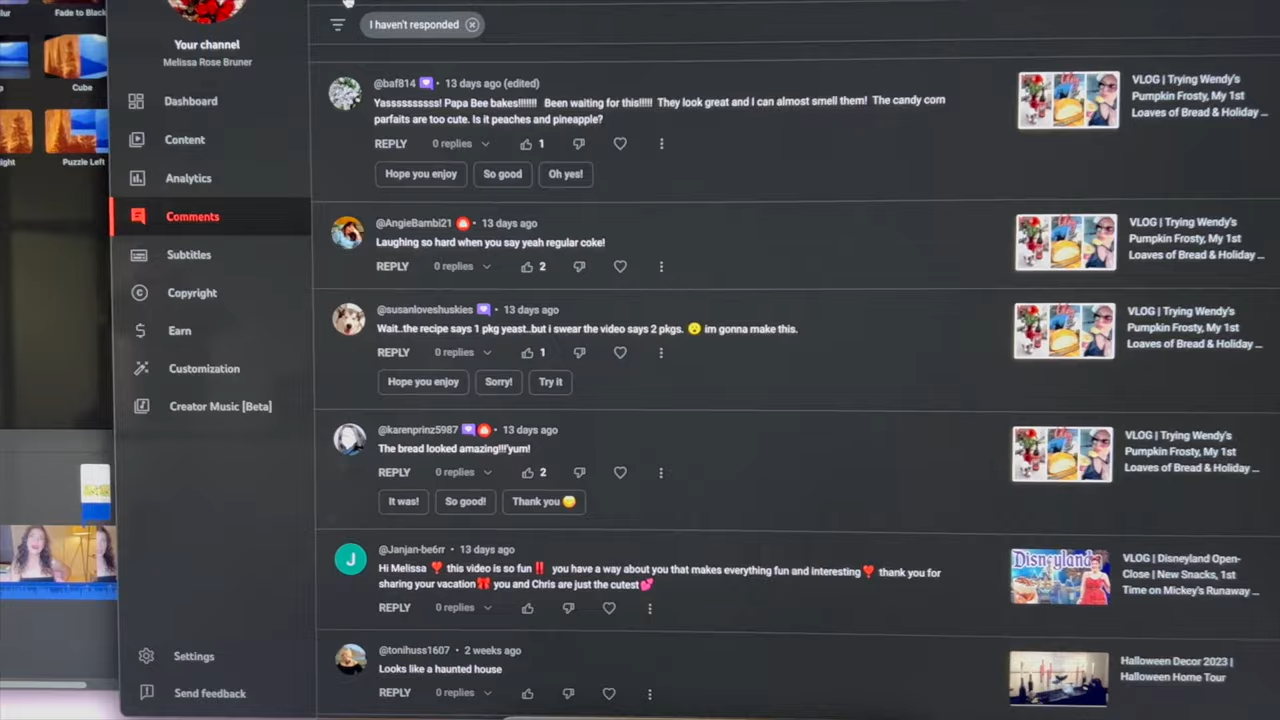 Fade to Black
Cube
Puzzle Left
Your channel
Melissa Rose Bruner
Dashboard
Content
Analytics
Comments
Subtitles
Copyright
Earn
Customization
Creator Music [Beta]
Settings
Send feedback
I haven't responded
@baf814 • 13 days ago (edited)
Yasssssssss! Papa Bee bakes!!!!!!! Been waiting for this!!!!! They look great and I can almost smell them! The candy corn
parfaits are too cute. Is it peaches and pineapple?
REPLY 0 replies 1
Hope you enjoy So good Oh yes!
VLOG | Trying Wendy's
Pumpkin Frosty, My 1st
Loaves of Bread & Holiday ...
@AngieBambi21 • 13 days ago
Laughing so hard when you say yeah regular coke!
REPLY 0 replies 2
VLOG | Trying Wendy's
Pumpkin Frosty, My 1st
Loaves of Bread & Holiday ...
@susanloveshuskies • 13 days ago
Wait..the recipe says 1 pkg yeast..but i swear the video says 2 pkgs. 😮 im gonna make this.
REPLY 0 replies 1
Hope you enjoy Sorry! Try it
VLOG | Trying Wendy's
Pumpkin Frosty, My 1st
Loaves of Bread & Holiday ...
@karenprinz5987 • 13 days ago
The bread looked amazing!!!'yum!
REPLY 0 replies 2
It was! So good! Thank you 😊
VLOG | Trying Wendy's
Pumpkin Frosty, My 1st
Loaves of Bread & Holiday ...
J
@Janjan-be6rr • 13 days ago
Hi Melissa ❣️ this video is so fun ‼️ you have a way about you that makes everything fun and interesting❣️ thank you for
sharing your vacation🎀 you and Chris are just the cutest💕
REPLY 0 replies
Disneyland
VLOG | Disneyland Open-
Close | New Snacks, 1st
Time on Mickey's Runaway ...
@tonihuss1607 • 2 weeks ago
Looks like a haunted house
REPLY 0 replies
Halloween Decor 2023 |
Halloween Home Tour